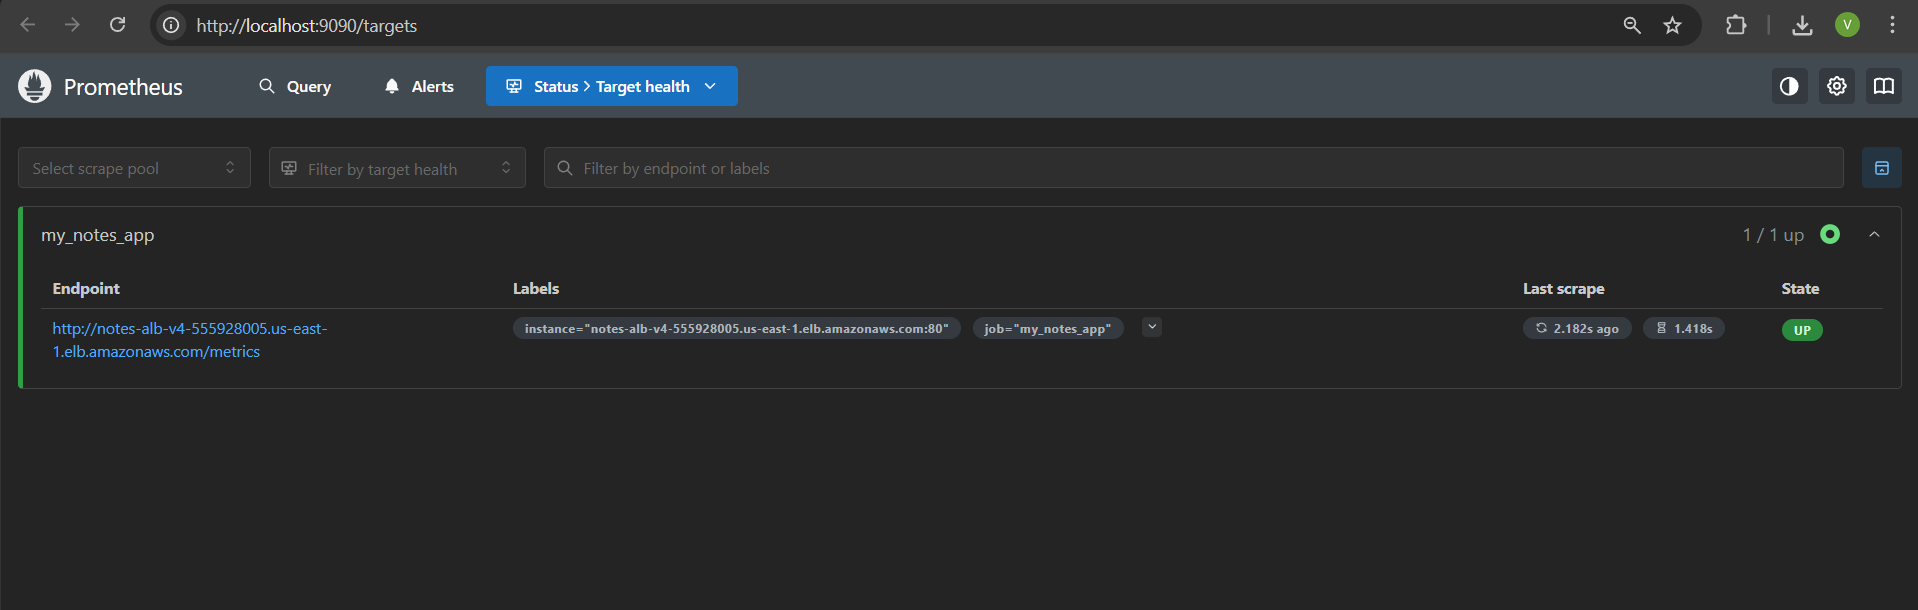 http://localhost:9090/targets
V
Prometheus
Query
Alerts
Status > Target health
Select scrape pool
Filter by target health
Filter by endpoint or labels
my_notes_app
1 / 1 up
Endpoint Labels Last scrape State
http://notes-alb-v4-555928005.us-east-
1.elb.amazonaws.com/metrics
instance="notes-alb-v4-555928005.us-east-1.elb.amazonaws.com:80" job="my_notes_app"
2.182s ago 1.418s
UP